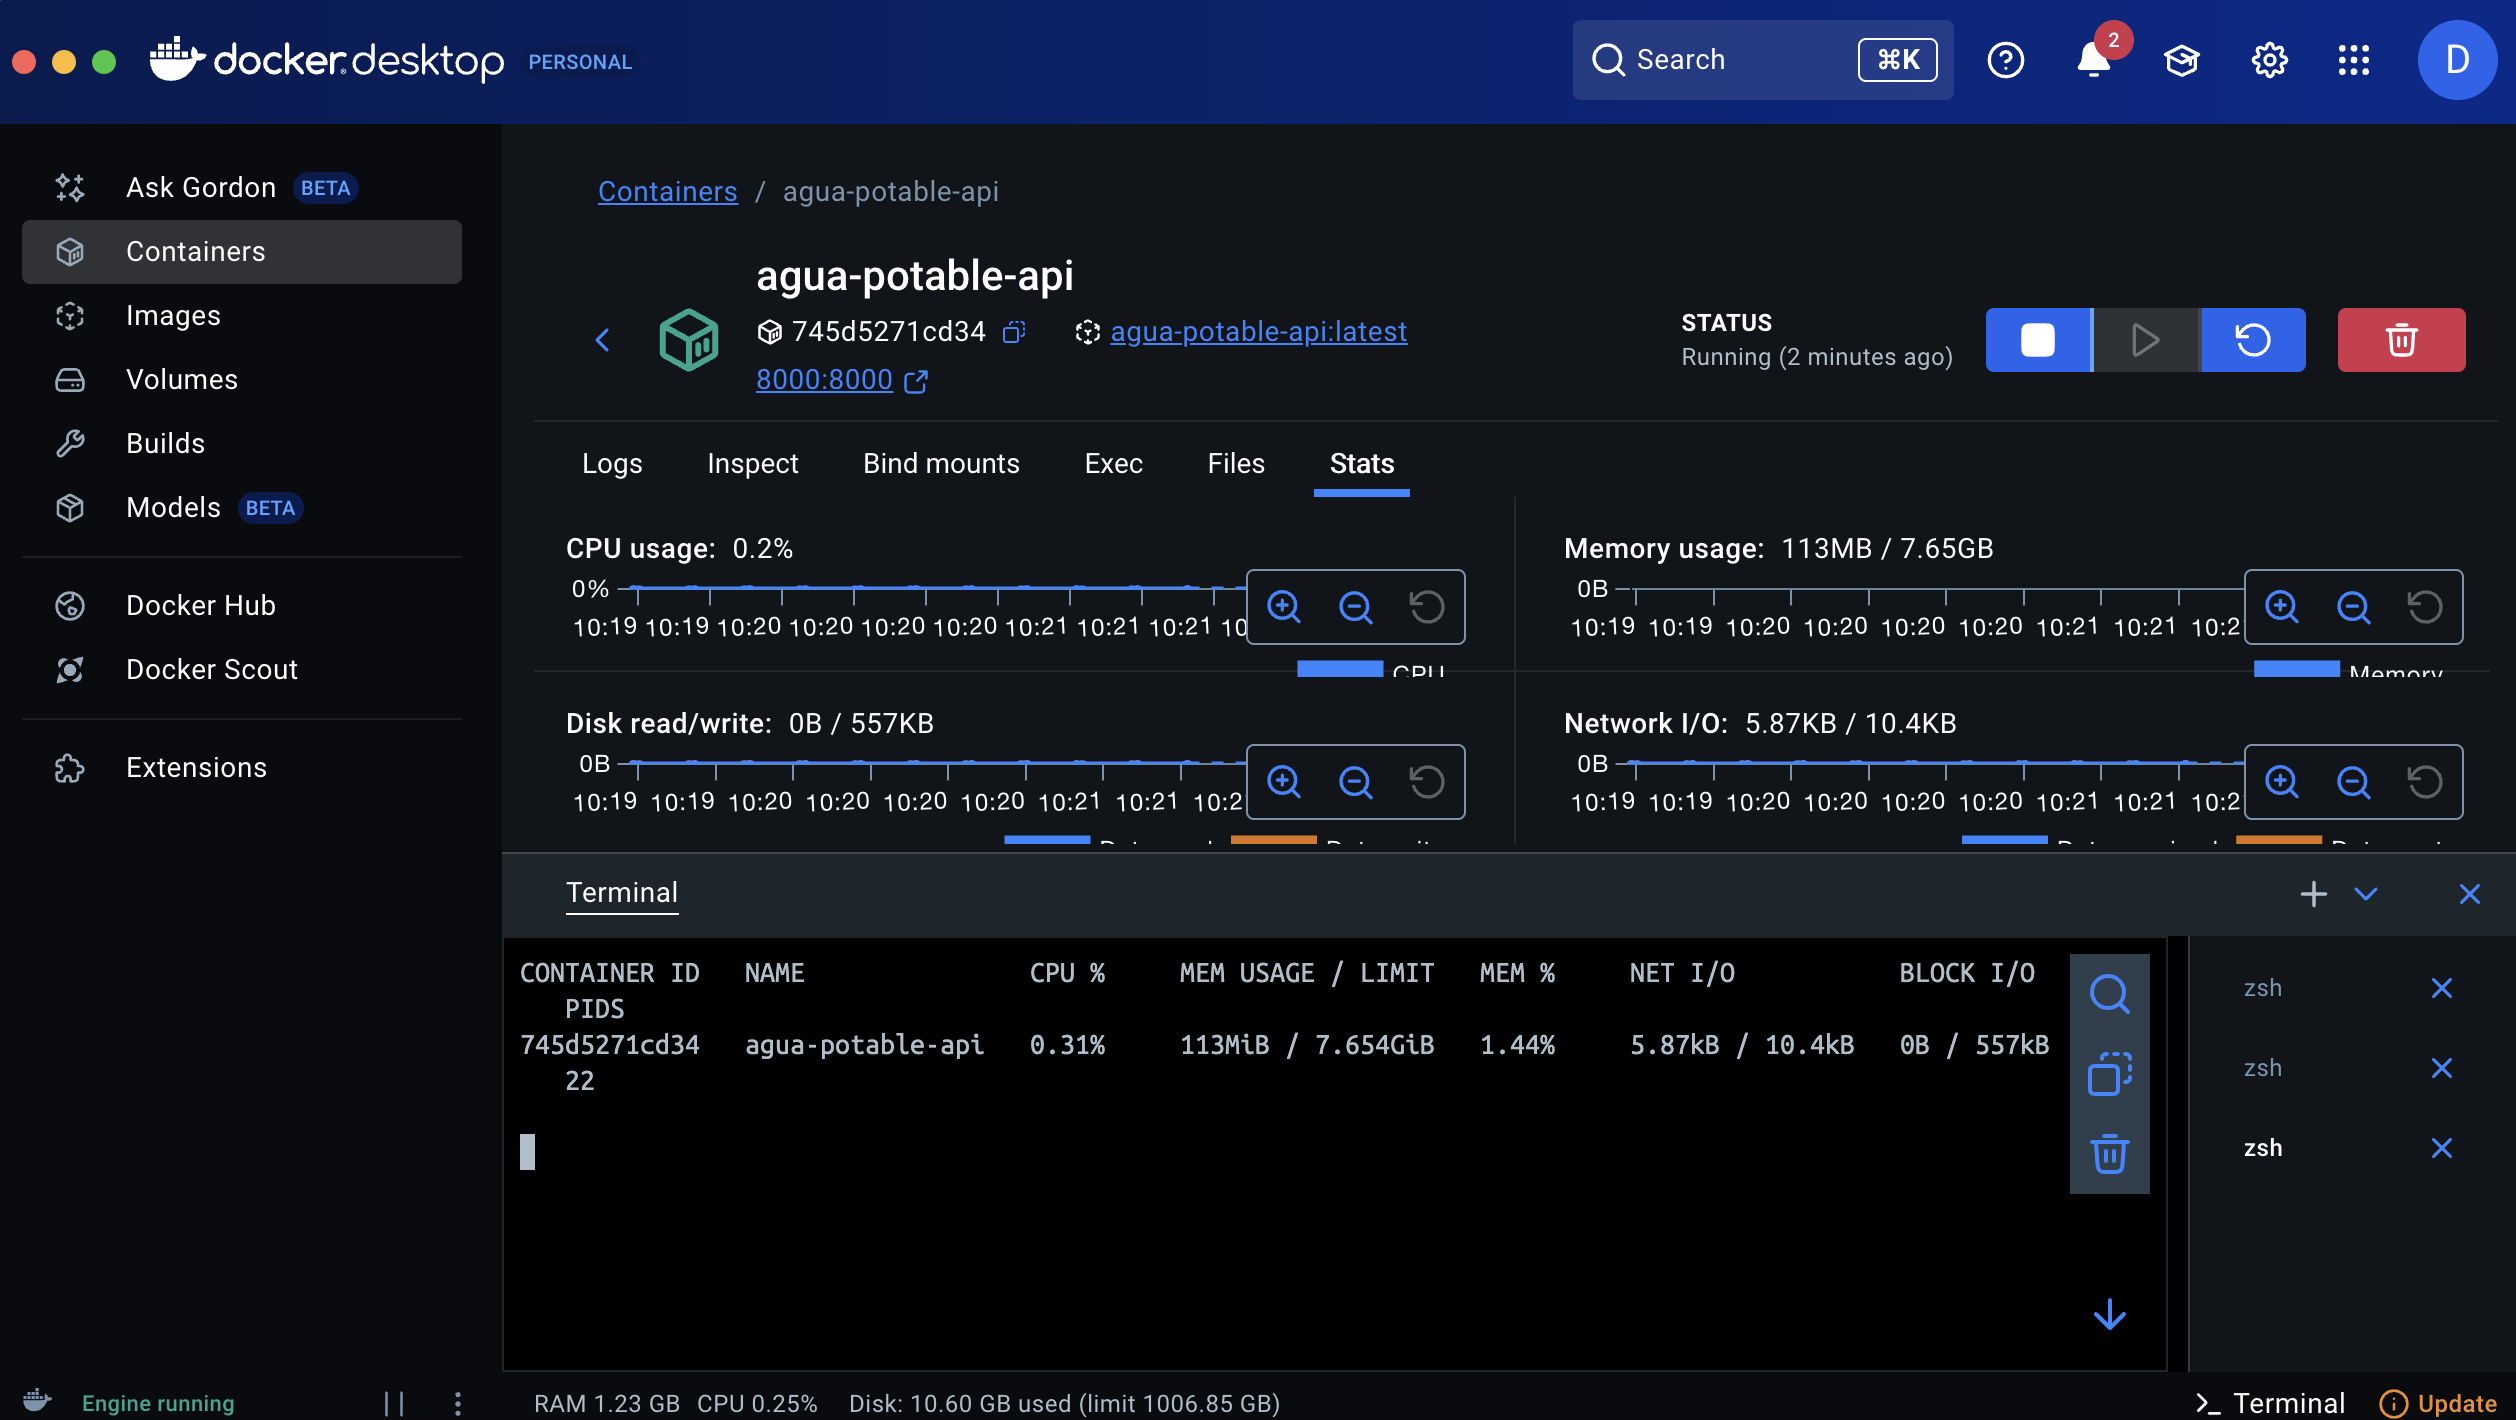 docker desktop PERSONAL
Search ⌘K
2
D
Ask Gordon BETA
Containers
Images
Volumes
Builds
Models BETA
Docker Hub
Docker Scout
Extensions
Containers / agua-potable-api
agua-potable-api
745d5271cd34 agua-potable-api:latest
8000:8000
STATUS
Running (2 minutes ago)
Logs Inspect Bind mounts Exec Files Stats
CPU usage: 0.2%
0%
10:19 10:19 10:20 10:20 10:20 10:20 10:21 10:21 10:21 10
CPU
Memory usage: 113MB / 7.65GB
0B
10:19 10:19 10:20 10:20 10:20 10:20 10:21 10:21 10:2
Memory
Disk read/write: 0B / 557KB
0B
10:19 10:19 10:20 10:20 10:20 10:20 10:21 10:21 10:2
Network I/O: 5.87KB / 10.4KB
0B
10:19 10:19 10:20 10:20 10:20 10:20 10:21 10:21 10:2
Terminal
CONTAINER ID NAME CPU % MEM USAGE / LIMIT MEM % NET I/O BLOCK I/O
PIDS
745d5271cd34 agua-potable-api 0.31% 113MiB / 7.654GiB 1.44% 5.87kB / 10.4kB 0B / 557kB
22
zsh
zsh
zsh
Engine running
RAM 1.23 GB CPU 0.25% Disk: 10.60 GB used (limit 1006.85 GB)
Terminal
Update